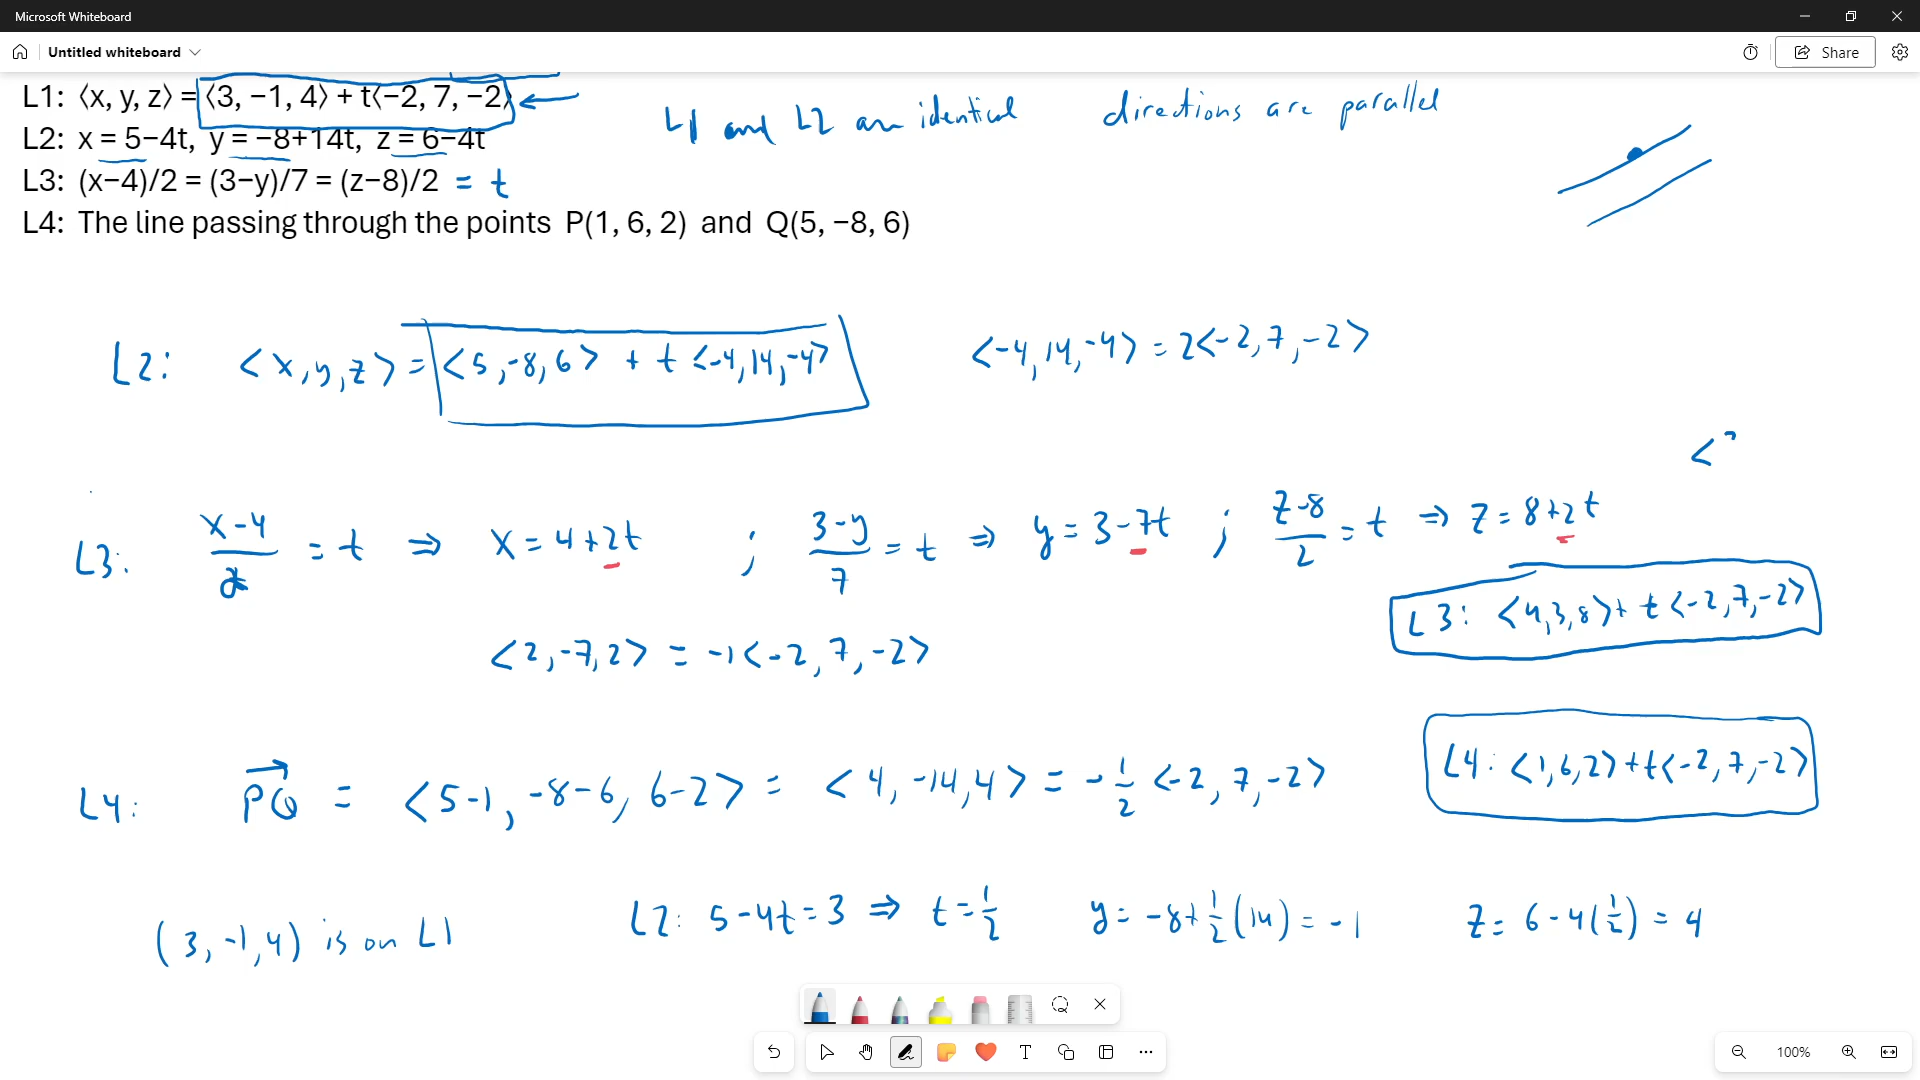 Microsoft Whiteboard
Untitled whiteboard
Share
L1: ⟨x, y, z⟩ = ⟨3, −1, 4⟩ + t⟨−2, 7, −2⟩
L1 and L2 are identical
directions are parallel
L2: x = 5−4t, y = −8+14t, z = 6−4t
L3: (x−4)/2 = (3−y)/7 = (z−8)/2 = t
L4: The line passing through the points P(1, 6, 2) and Q(5, −8, 6)
L2: <x,y,z> = <5,-8,6> + t<-4,14,-4>
<-4,14,-4> = 2<-2,7,-2>
<
L3: x-4/2 = t ⇒ x = 4+2t ; 3-y/7 = t ⇒ y = 3-7t ; z-8/2 = t ⇒ z = 8+2t
L3: <4,3,8> + t<-2,7,-2>
<2,-7,2> = -1<-2,7,-2>
L4: PQ = <5-1, -8-6, 6-2> = <4,-14,4> = -1/2<-2,7,-2>
L4: <1,6,2> + t<-2,7,-2>
(3,-1,4) is on L1
L2: 5-4t = 3 ⇒ t = 1/2
y = -8+1/2(14) = -1
z = 6-4(1/2) = 4
100%